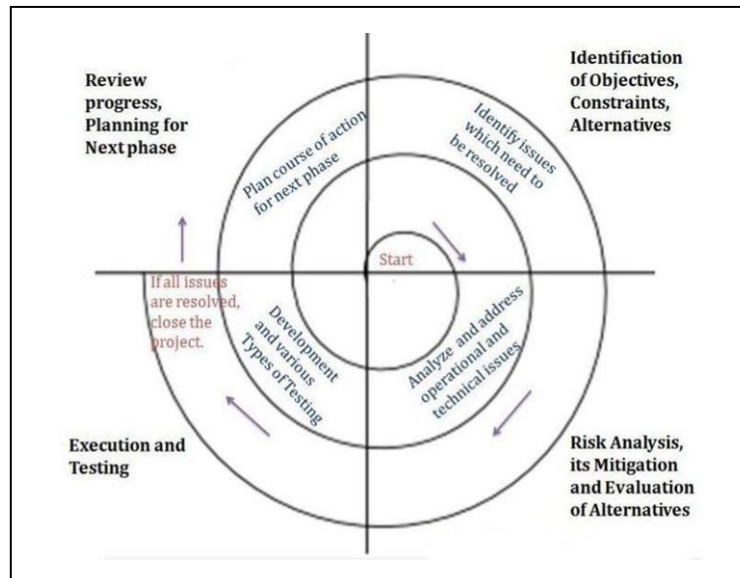 Review
progress,
Planning for
Next phase
Identification
of Objectives,
Constraints,
Alternatives
Plan course of action
for next phase
Identify issues
which need to
be resolved
Start
If all issues
are resolved,
close the
project.
Development
and various
Types of Testing
Analyze and address
operational and
technical issues
Execution and
Testing
Risk Analysis,
its Mitigation
and Evaluation
of Alternatives